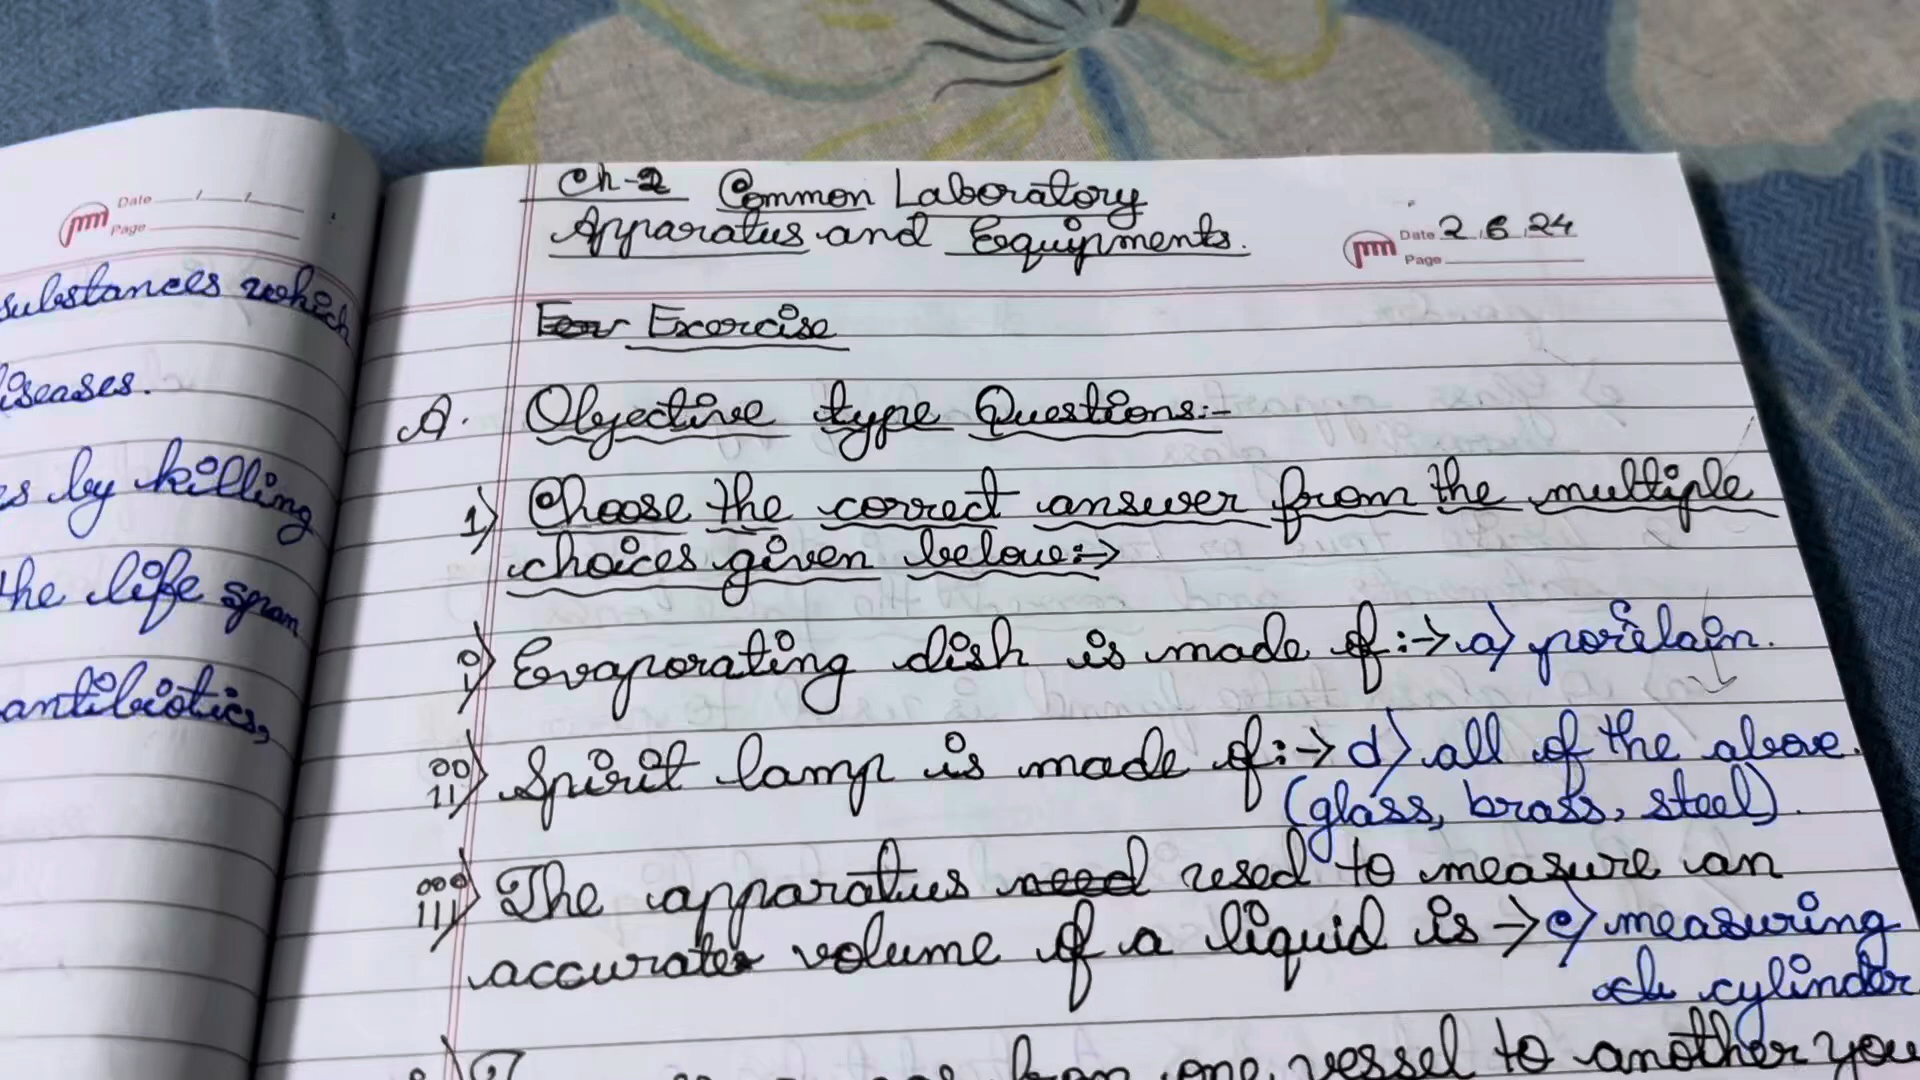 Date / /
Page
substances which
iseases.
s by killing
the life span
antibiotics,
Ch-2 Common Laboratory
Apparatus and Equipments.
Date 2.6.24
Page
Exercise
A. Objective type Questions:-
1) Choose the correct answer from the multiple
choices given below:->
i) Evaporating dish is made of:-> a) porcelain.
ii) Spirit lamp is made of:-> d) all of the above.
(glass, brass, steel).
iii) The apparatus need used to measure an
accurate volume of a liquid is -> c) measuring
cylinder
from one vessel to another you